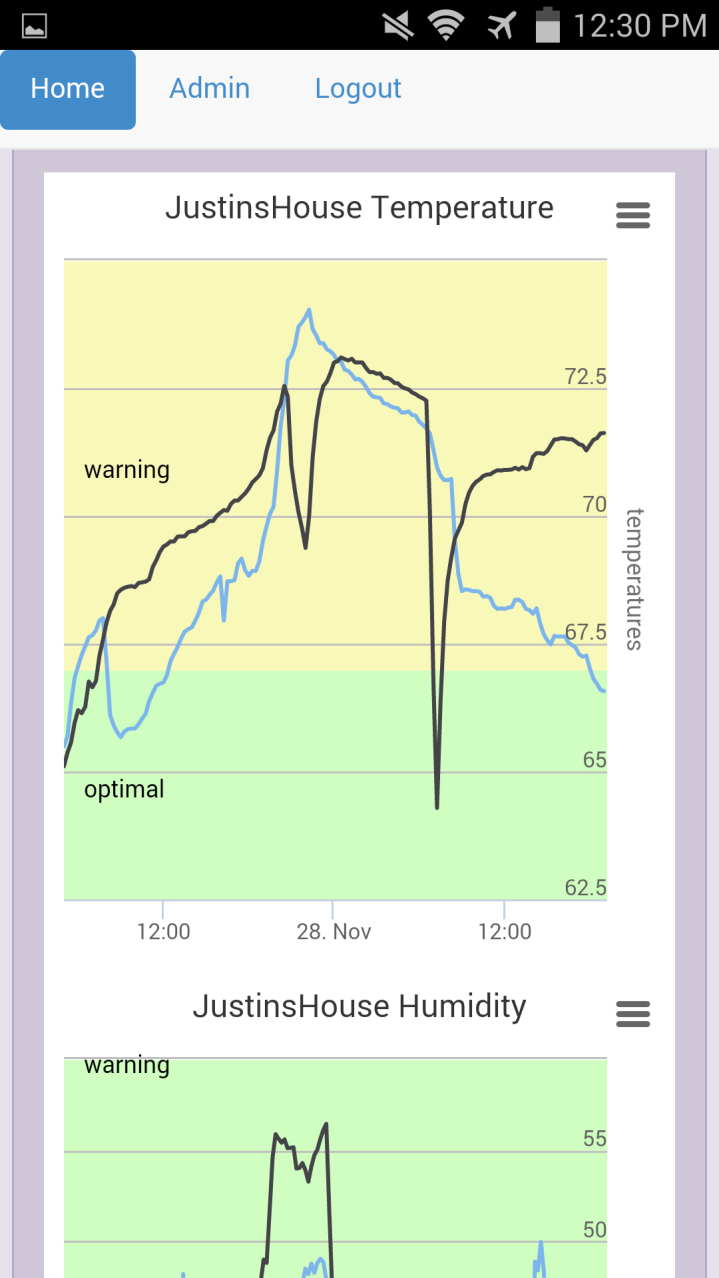 12:30 PM
Home Admin Logout
JustinsHouse Temperature
72.5
warning
70
temperatures
67.5
65
optimal
62.5
12:00 28. Nov 12:00
JustinsHouse Humidity
warning
55
50